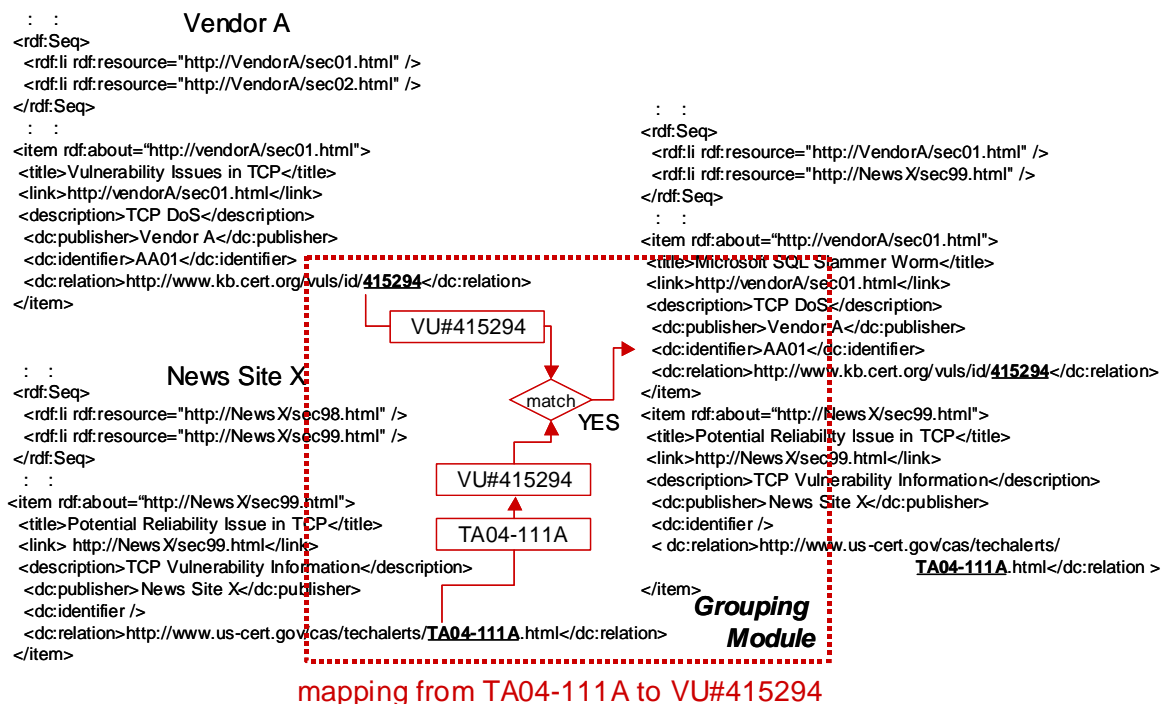 : :
Vendor A
<rdf:Seq>
<rdf:li rdf:resource="http://VendorA/sec01.html" />
<rdf:li rdf:resource="http://VendorA/sec02.html" />
</rdf:Seq>
: :
<item rdf:about=“http://vendorA/sec01.html">
<title>Vulnerability Issues in TCP</title>
<link>http://vendorA/sec01.html</link>
<description>TCP DoS</description>
<dc:publisher>Vendor A</dc:publisher>
<dc:identifier>AA01</dc:identifier>
<dc:relation>http://www.kb.cert.org/vuls/id/415294</dc:relation>
</item>
: :
News Site X
<rdf:Seq>
<rdf:li rdf:resource="http://NewsX/sec98.html" />
<rdf:li rdf:resource="http://NewsX/sec99.html" />
</rdf:Seq>
: :
<item rdf:about=“http://NewsX/sec99.html">
<title>Potential Reliability Issue in TCP</title>
<link> http://NewsX/sec99.html</link>
<description>TCP Vulnerability Information</description>
<dc:publisher>News Site X</dc:publisher>
<dc:identifier />
<dc:relation>http://www.us-cert.gov/cas/techalerts/TA04-111A.html</dc:relation>
</item>
VU#415294
match
YES
VU#415294
TA04-111A
: :
<rdf:Seq>
<rdf:li rdf:resource="http://VendorA/sec01.html" />
<rdf:li rdf:resource="http://NewsX/sec99.html" />
</rdf:Seq>
: :
<item rdf:about=“http://vendorA/sec01.html">
<title>Microsoft SQL Slammer Worm</title>
<link>http://vendorA/sec01.html</link>
<description>TCP DoS</description>
<dc:publisher>Vendor A</dc:publisher>
<dc:identifier>AA01</dc:identifier>
<dc:relation>http://www.kb.cert.org/vuls/id/415294</dc:relation>
</item>
<item rdf:about=“http://NewsX/sec99.html">
<title>Potential Reliability Issue in TCP</title>
<link>http://NewsX/sec99.html</link>
<description>TCP Vulnerability Information</description>
<dc:publisher>News Site X</dc:publisher>
<dc:identifier />
< dc:relation>http://www.us-cert.gov/cas/techalerts/
TA04-111A.html</dc:relation >
</item>
Grouping
Module
mapping from TA04-111A to VU#415294